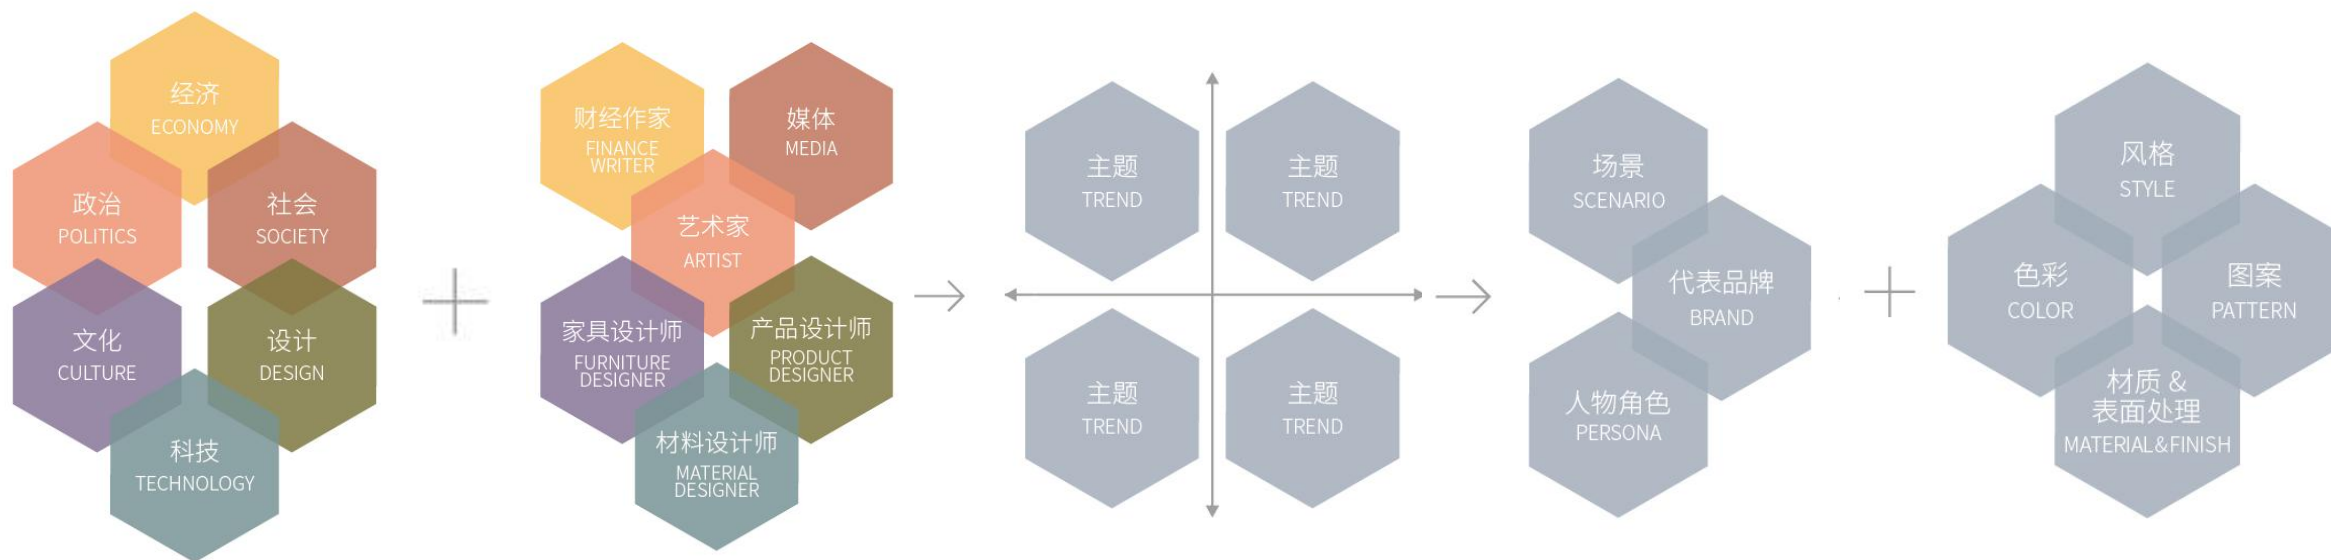 经济
ECONOMY
政治
POLITICS
社会
SOCIETY
文化
CULTURE
设计
DESIGN
科技
TECHNOLOGY
财经作家
FINANCE
WRITER
媒体
MEDIA
艺术家
ARTIST
家具设计师
FURNITURE
DESIGNER
产品设计师
PRODUCT
DESIGNER
材料设计师
MATERIAL
DESIGNER
主题
TREND
主题
TREND
主题
TREND
主题
TREND
场景
SCENARIO
代表品牌
BRAND
人物角色
PERSONA
风格
STYLE
色彩
COLOR
图案
PATTERN
材质 &
表面处理
MATERIAL&FINISH